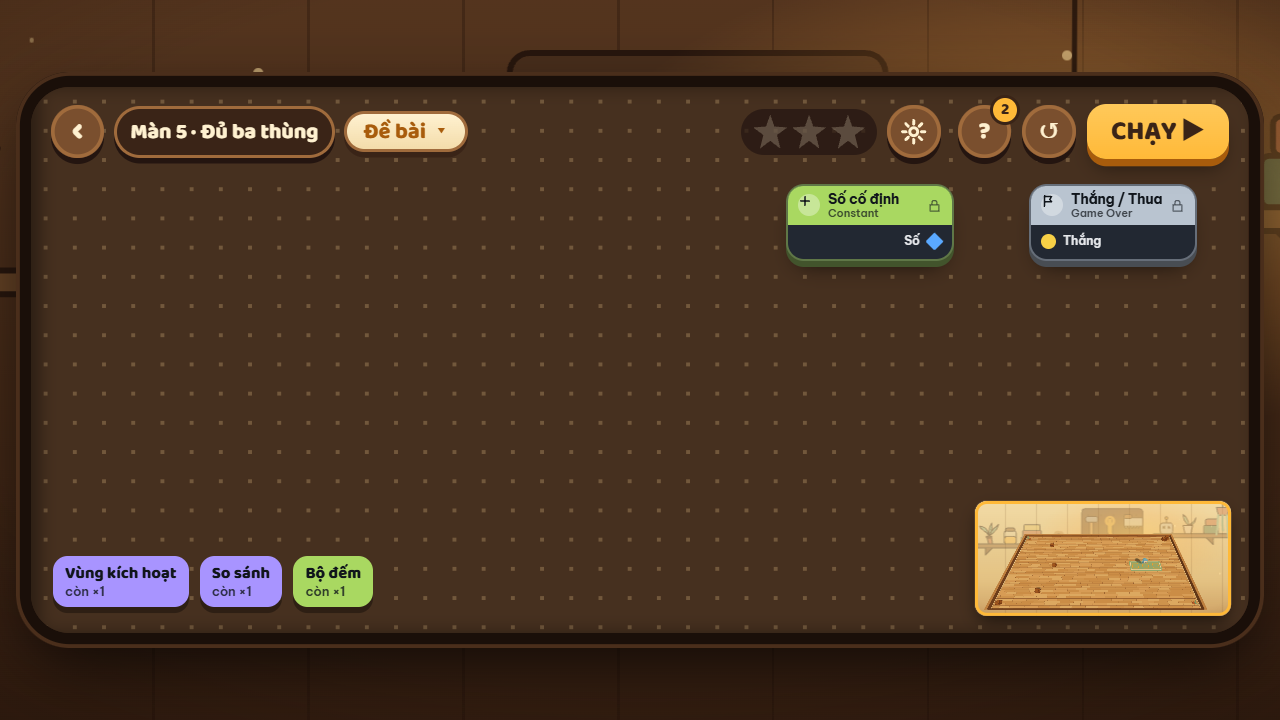 Màn 5 • Đủ ba thùng
Đề bài
?
2
CHẠY
Số cố định
Constant
Số
Thắng / Thua
Game Over
Thắng
Vùng kích hoạt
còn ×1
So sánh
còn ×1
Bộ đếm
còn ×1